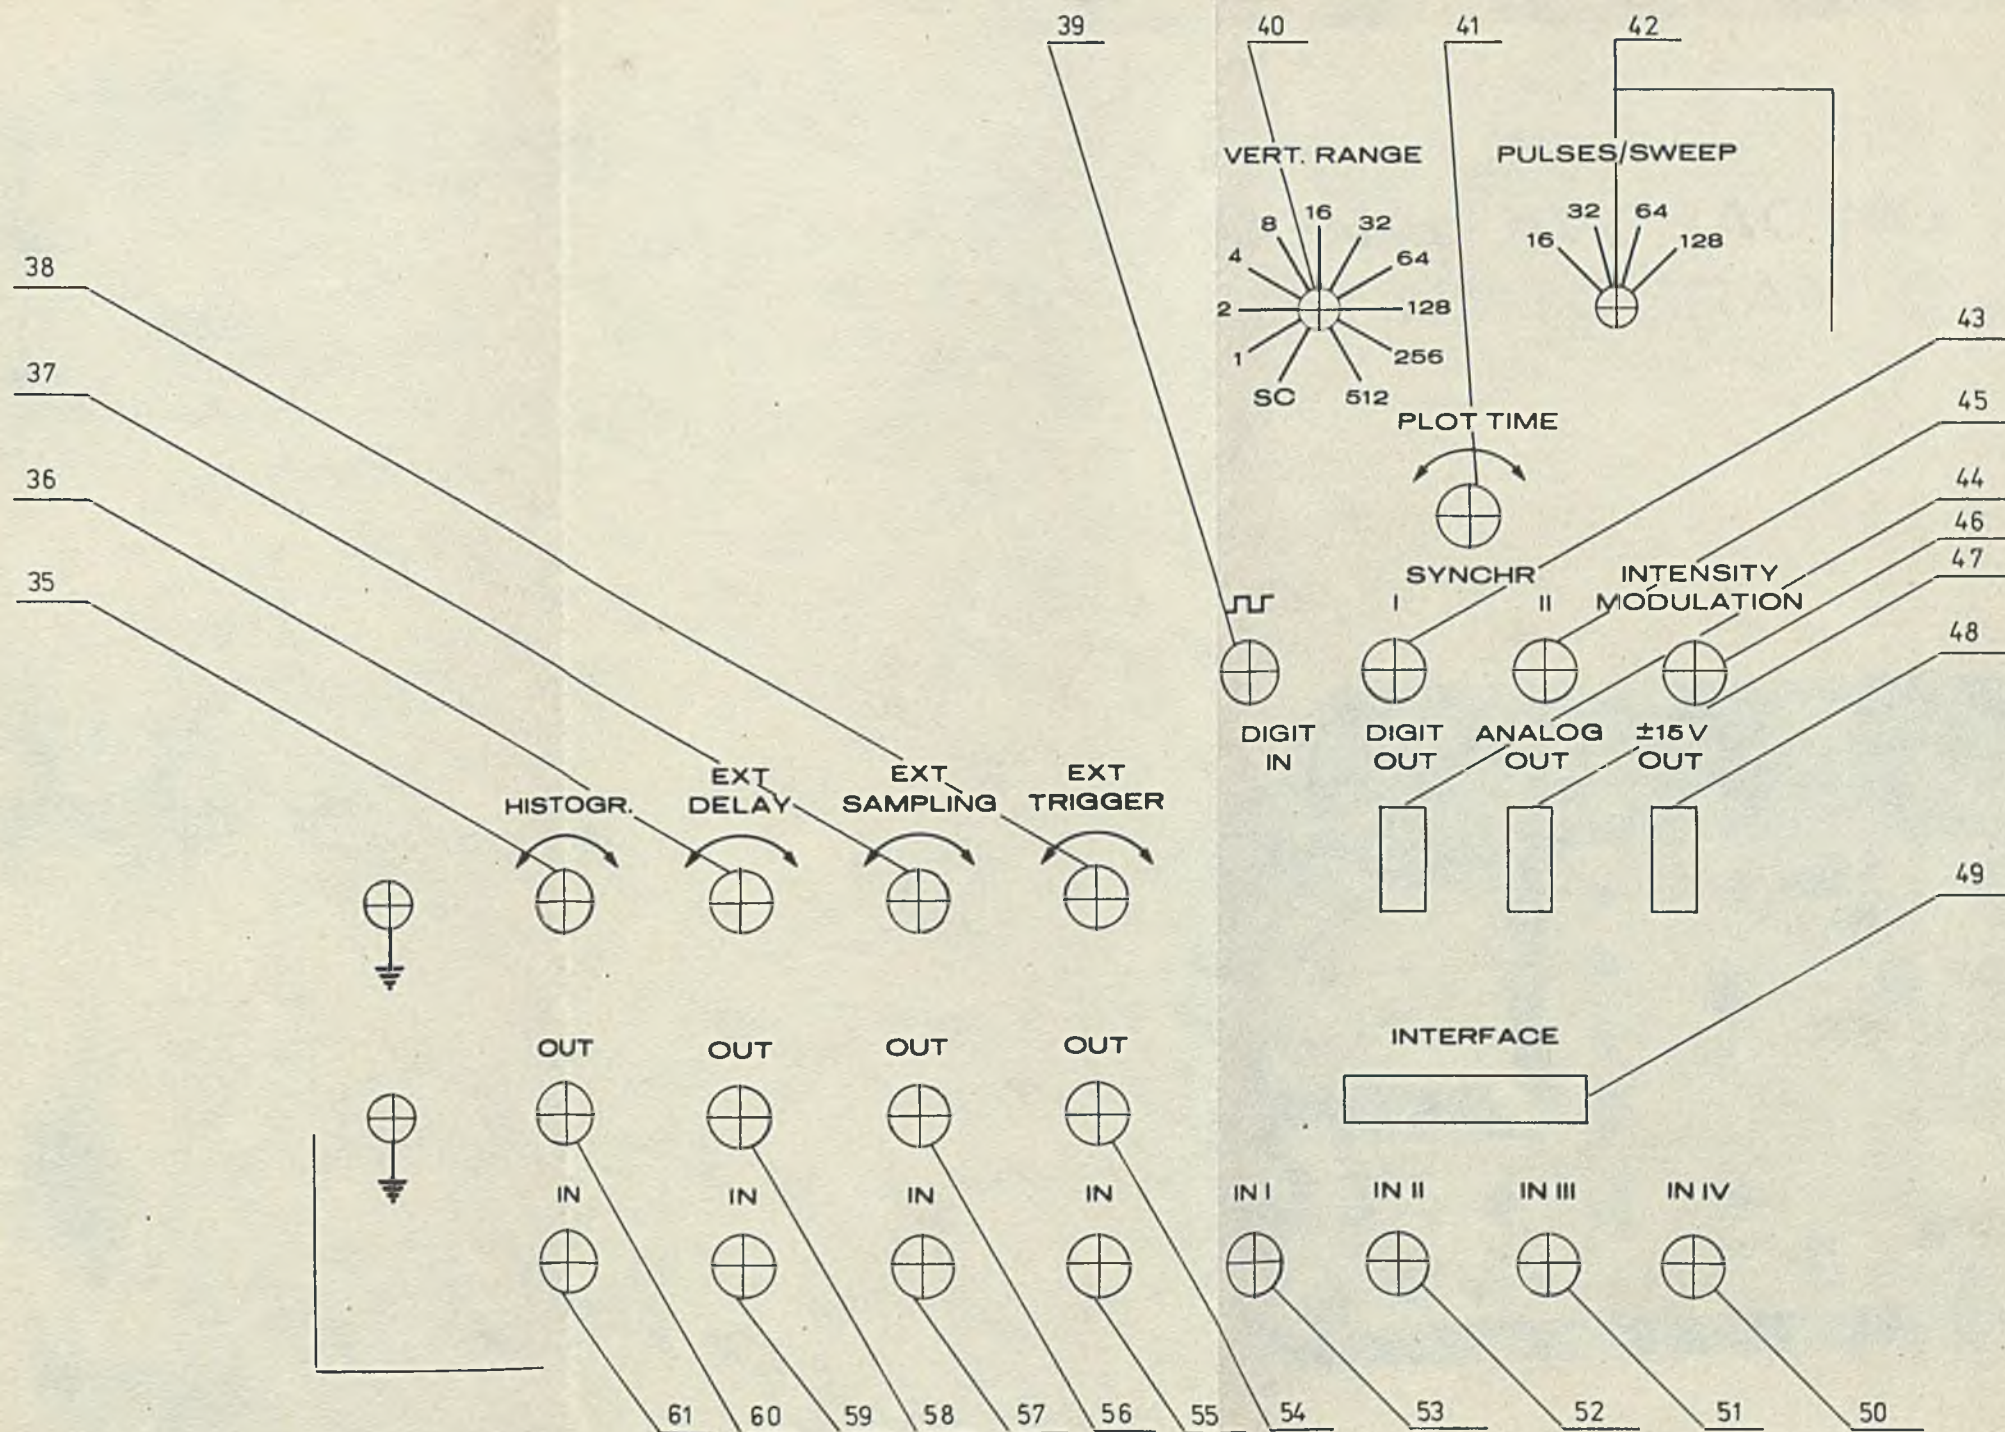 39 40 41 42
VERT. RANGE PULSES/SWEEP
8 16 32
4 64
2 128
1 256
SC 512
16 32 64 128
38
37
36
35
43
45
44
46
47
48
49
PLOT TIME
SYNCHR
I II
INTENSITY
MODULATION
DIGIT
IN
DIGIT
OUT
ANALOG
OUT
±15V
OUT
HISTOGR.
EXT
DELAY
EXT
SAMPLING
EXT
TRIGGER
OUT OUT OUT OUT
INTERFACE
IN IN IN IN IN I IN II IN III IN IV
61 60 59 58 57 56 55 54 53 52 51 50